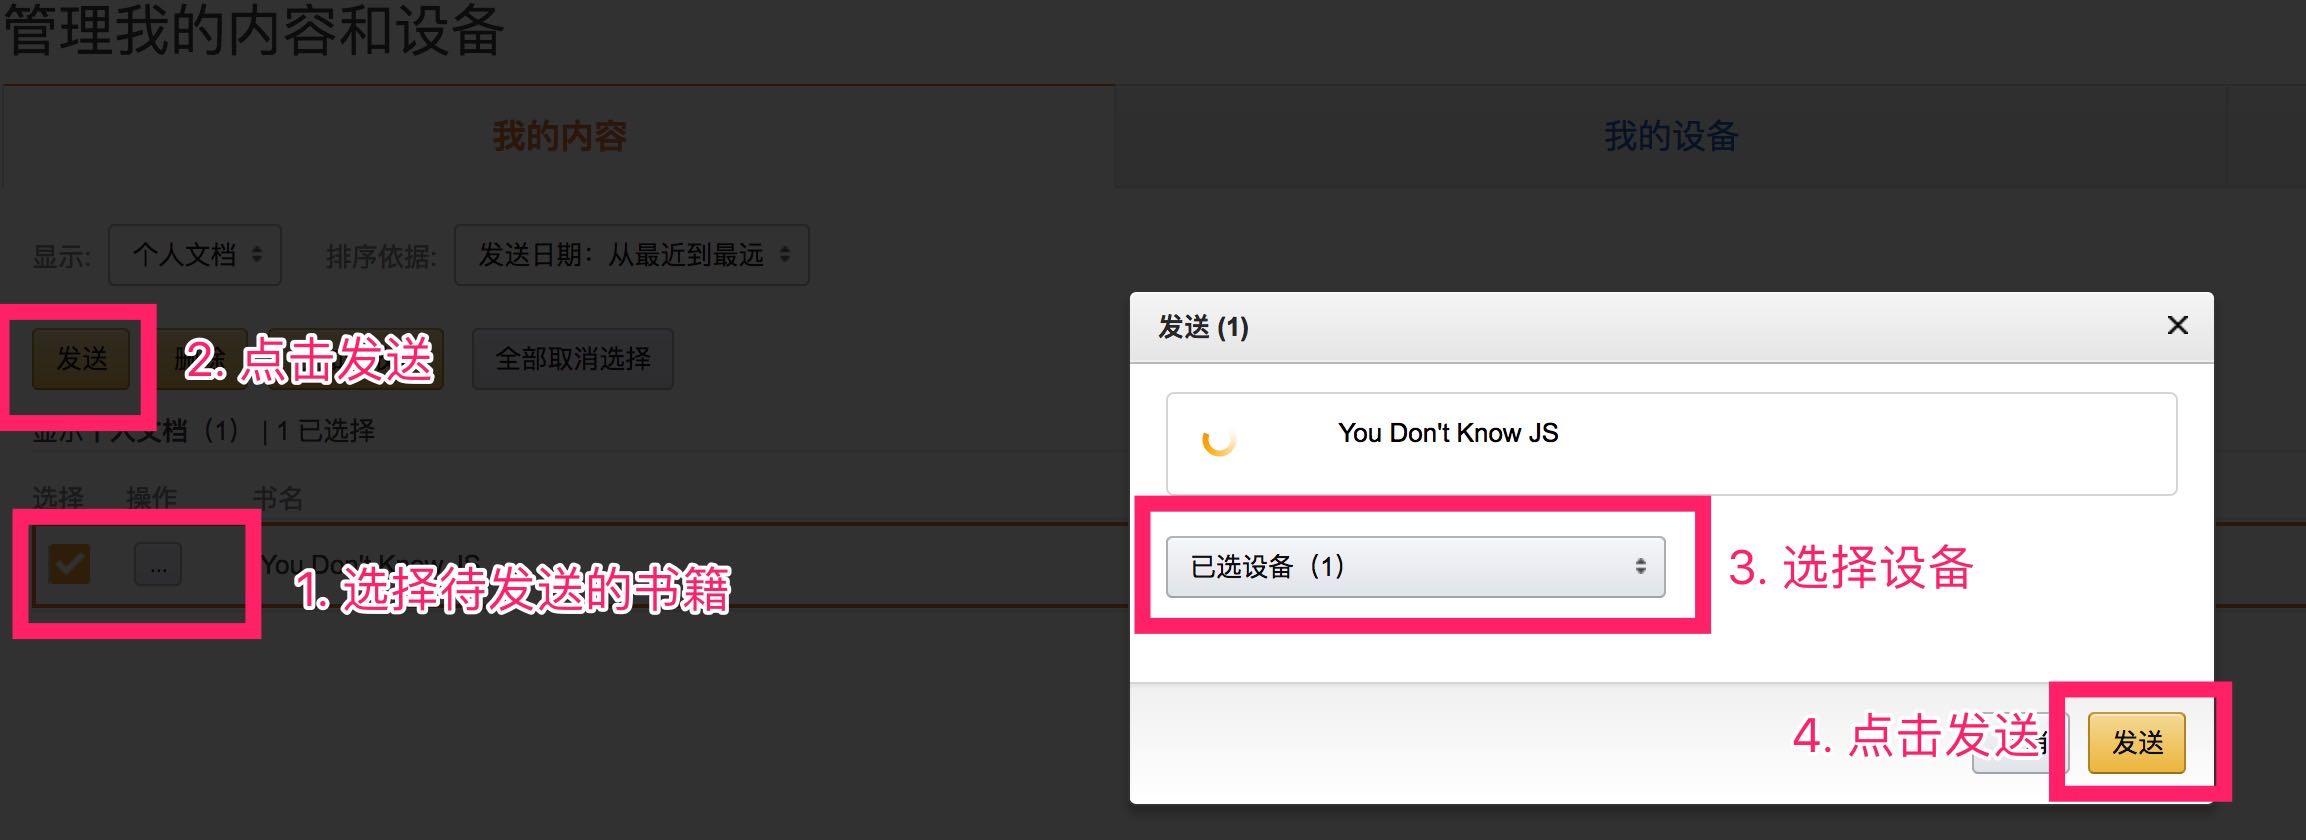 管理我的内容和设备
我的内容
我的设备
显示:
个人文档
排序依据:
发送日期：从最近到最远
发送
2. 点击发送
全部取消选择
显示个人文档（1） | 1 已选择
选择
操作
书名
...
You Don't Know JS
1. 选择待发送的书籍
发送 (1)
You Don't Know JS
已选设备（1）
3. 选择设备
4. 点击发送
发送